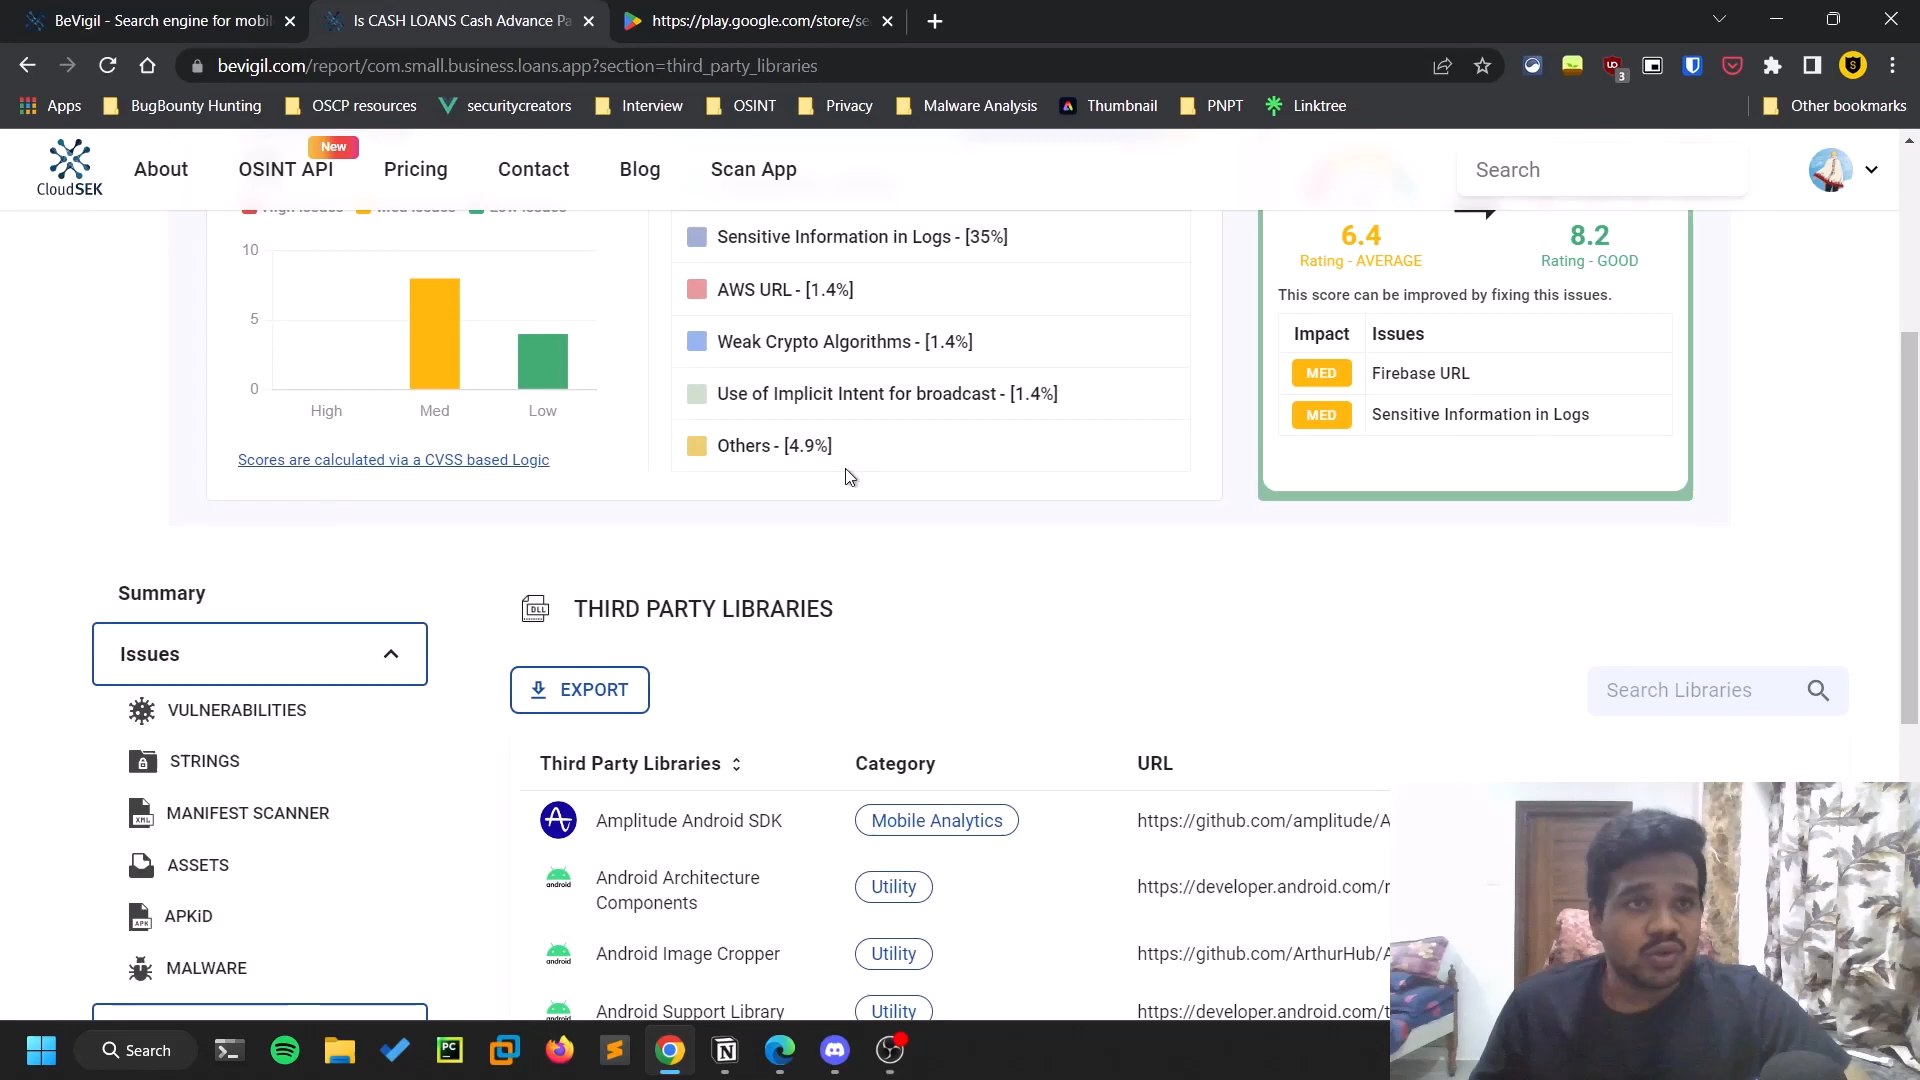 BeVigil - Search engine for mobil
Is CASH LOANS Cash Advance Pa
https://play.google.com/store/se
bevigil.com/report/com.small.business.loans.app?section=third_party_libraries
3
S
Apps
BugBounty Hunting
OSCP resources
securitycreators
Interview
OSINT
Privacy
Malware Analysis
Thumbnail
PNPT
Linktree
Other bookmarks
CloudSEK
About
OSINT API
New
Pricing
Contact
Blog
Scan App
Search
10
5
0
High
Med
Low
Scores are calculated via a CVSS based Logic
Sensitive Information in Logs - [35%]
AWS URL - [1.4%]
Weak Crypto Algorithms - [1.4%]
Use of Implicit Intent for broadcast - [1.4%]
Others - [4.9%]
6.4
Rating - AVERAGE
8.2
Rating - GOOD
This score can be improved by fixing this issues.
Impact Issues
MED Firebase URL
MED Sensitive Information in Logs
Summary
Issues
VULNERABILITIES
STRINGS
MANIFEST SCANNER
ASSETS
APKiD
MALWARE
DLL
THIRD PARTY LIBRARIES
EXPORT
Search Libraries
Third Party Libraries Category URL
Amplitude Android SDK Mobile Analytics https://github.com/amplitude/A
android
Android Architecture
Components
Utility https://developer.android.com/r
android
Android Image Cropper Utility https://github.com/ArthurHub/A
android
Android Support Library Utility https://developer.android.com/t
Search
PC